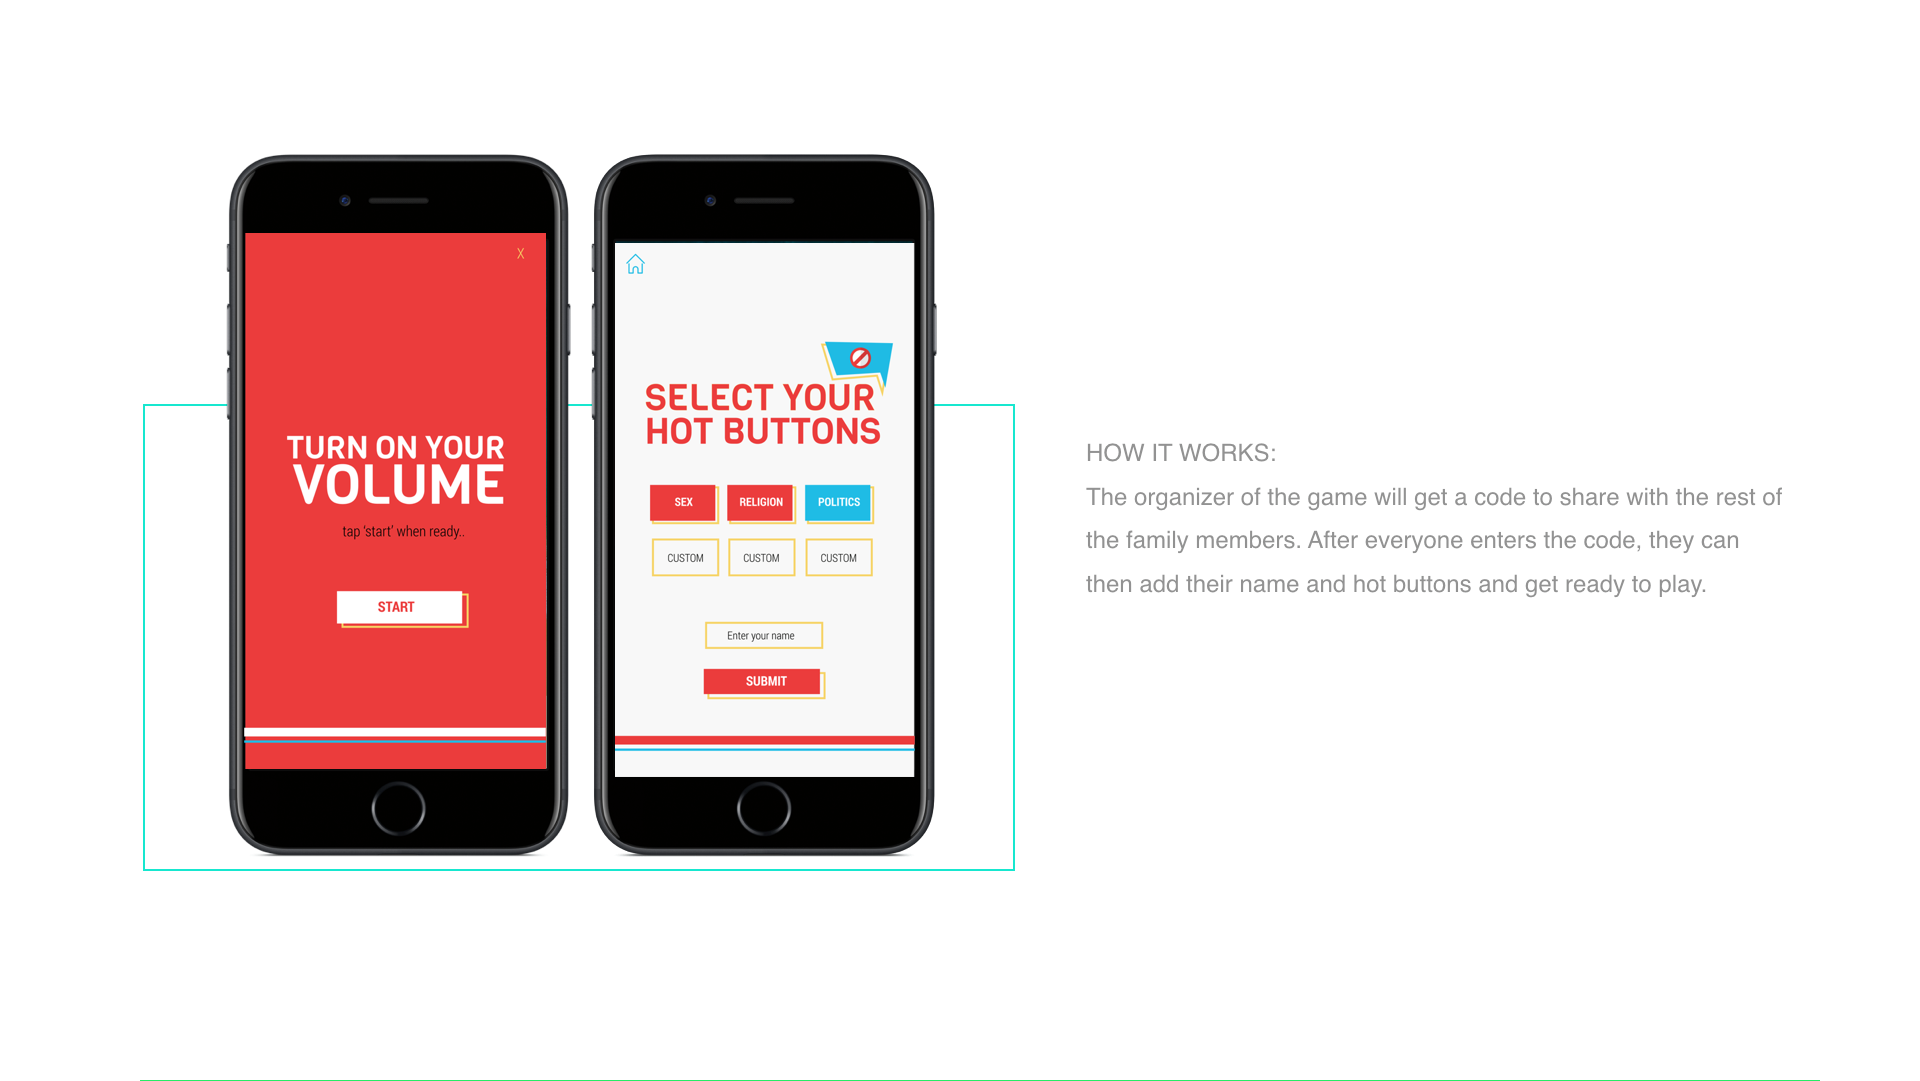 X
TURN ON YOUR
VOLUME
tap 'start' when ready..
START
SELECT YOUR
HOT BUTTONS
SEX
RELIGION
POLITICS
CUSTOM
CUSTOM
CUSTOM
Enter your name
SUBMIT
HOW IT WORKS:
The organizer of the game will get a code to share with the rest of
the family members. After everyone enters the code, they can
then add their name and hot buttons and get ready to play.